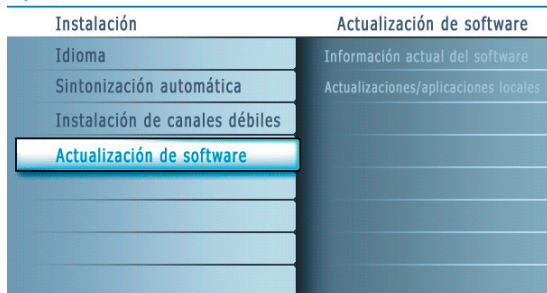 Instalación
Idioma
Sintonización automática
Instalación de canales débiles
Actualización de software
Actualización de software
Información actual del software
Actualizaciones/aplicaciones locales